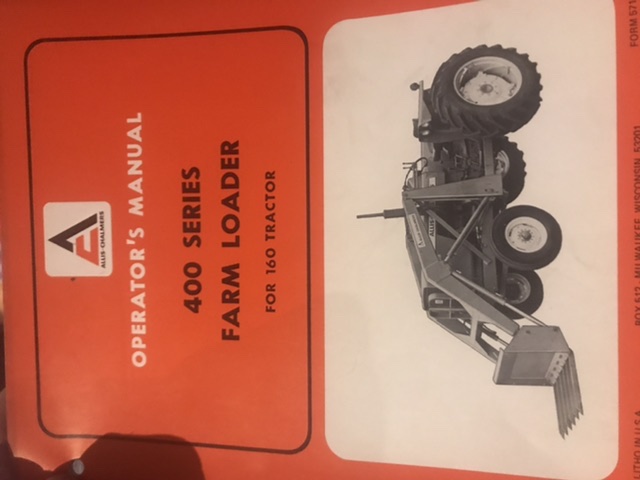 ALLIS-CHALMERS
OPERATOR'S MANUAL
400 SERIES
FARM LOADER
FOR 160 TRACTOR
LITHO IN U.S.A.
BOX 512 MILWAUKEE, WISCONSIN 53201
FORM 571